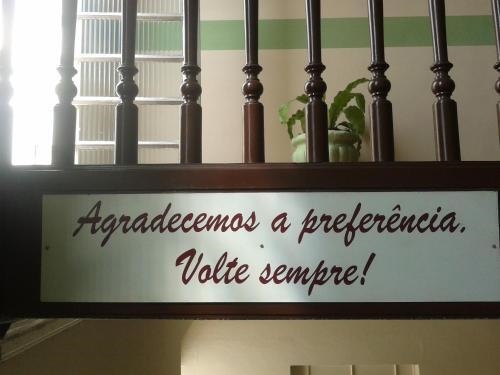 Agradecemos a preferência.
Volte sempre!